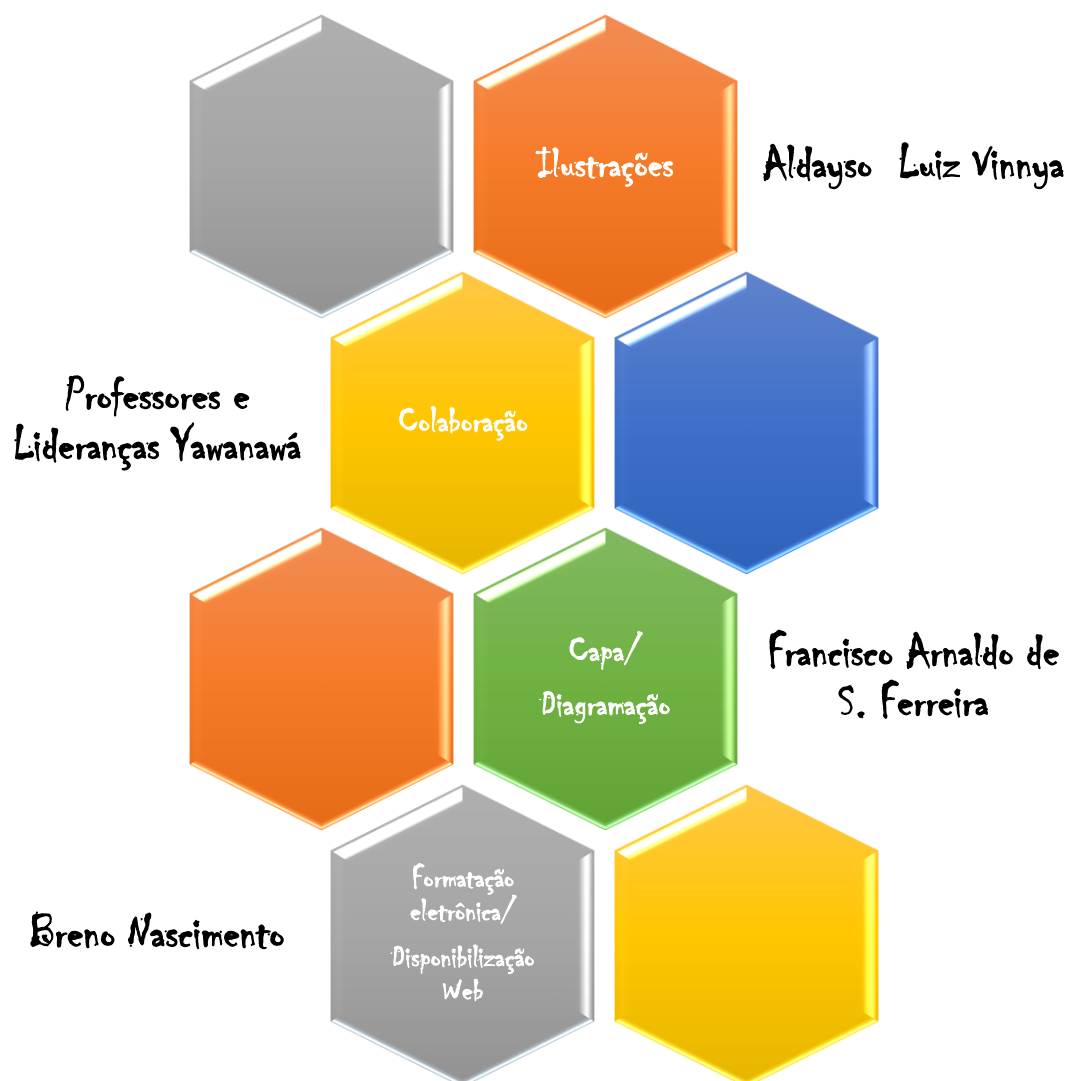 Ilustrações
Aldayso Luiz Vinnya
Professores e
Lideranças Yawanawá
Colaboração
Capa/
Diagramação
Francisco Arnaldo de
S. Ferreira
Breno Nascimento
Formatação
eletrônica/
Disponibilização
Web